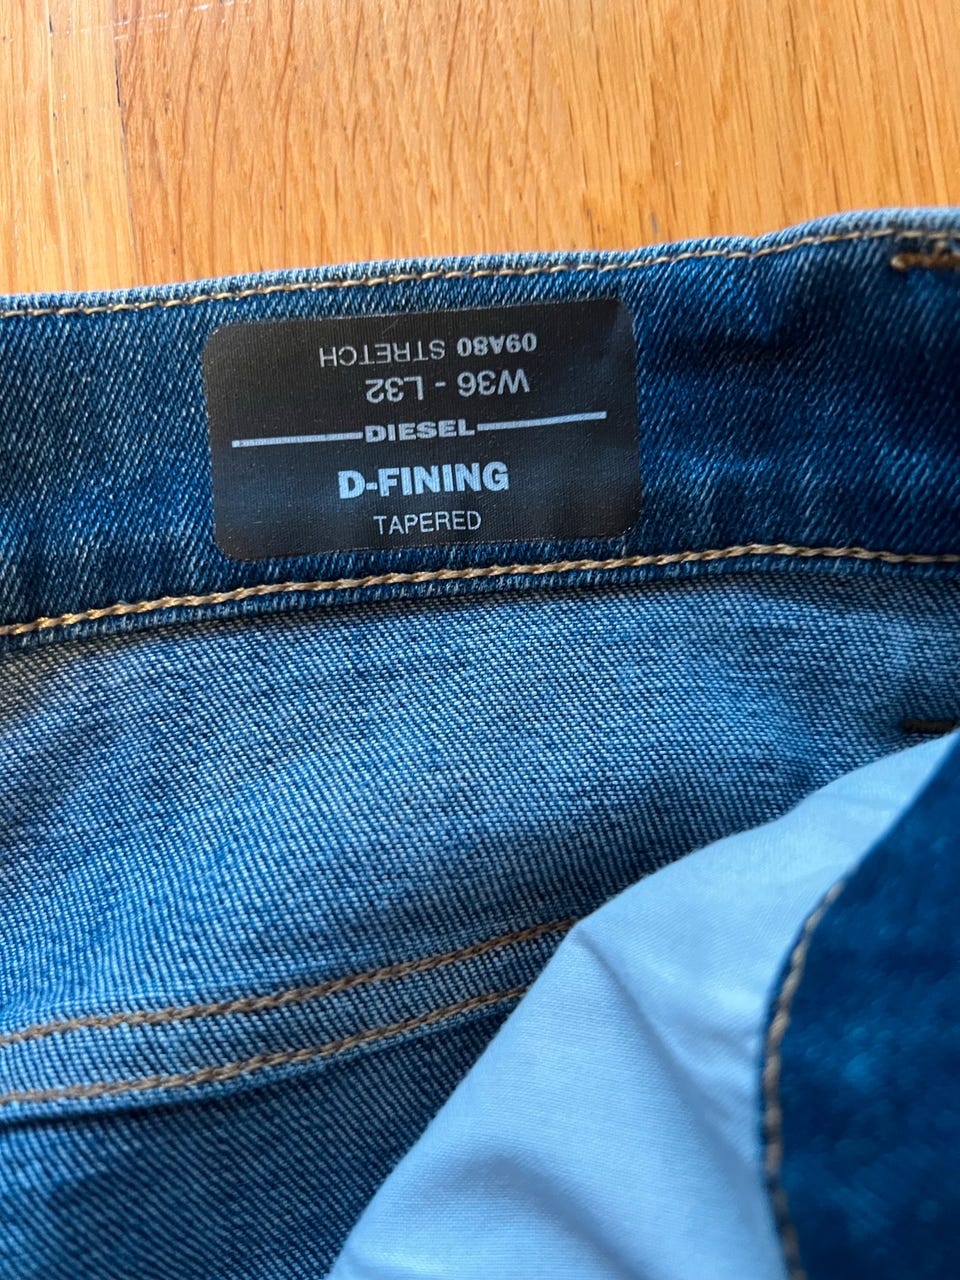 09A80 STRETCH
W36 - L32
DIESEL
D-FINING
TAPERED